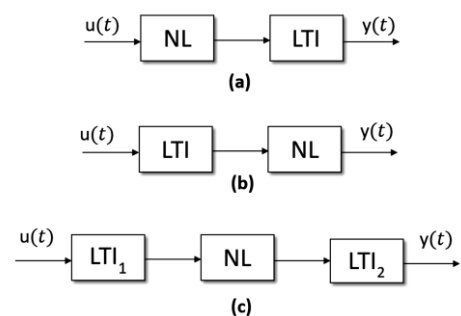 u(t) NL LTI y(t)
(a)
u(t) LTI NL y(t)
(b)
u(t) LTI₁ NL LTI₂ y(t)
(c)